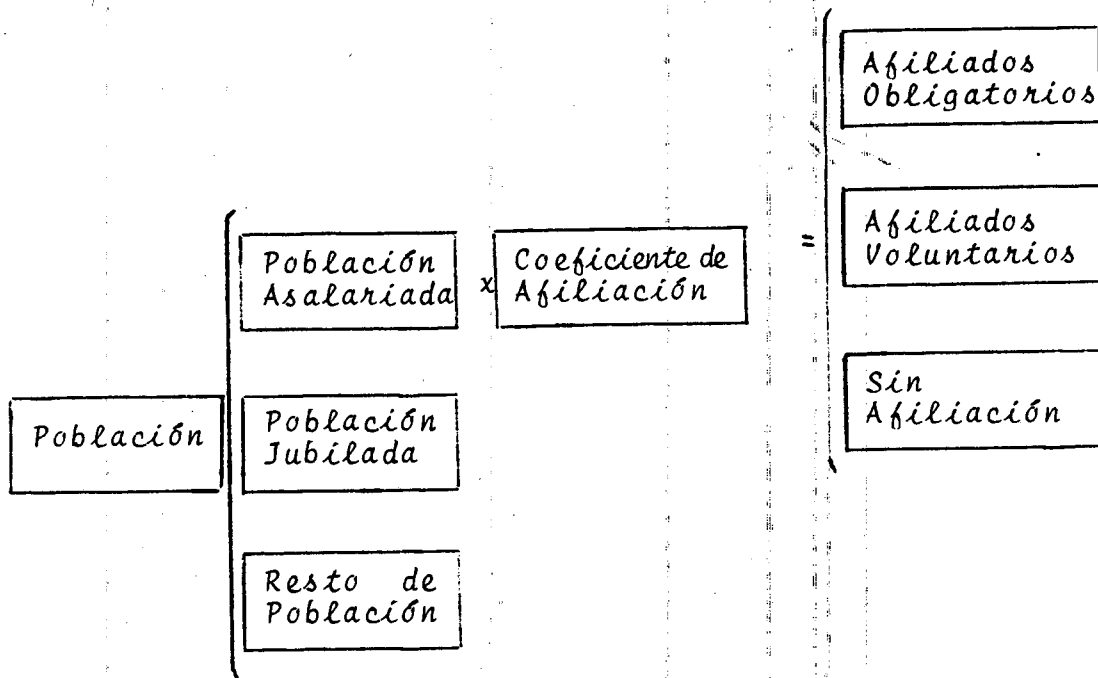 Afiliados
Obligatorios
Población
Asalariada
x
Coeficiente de
Afiliación
=
Afiliados
Voluntarios
Población
Población
Jubilada
Sin
Afiliación
Resto de
Población